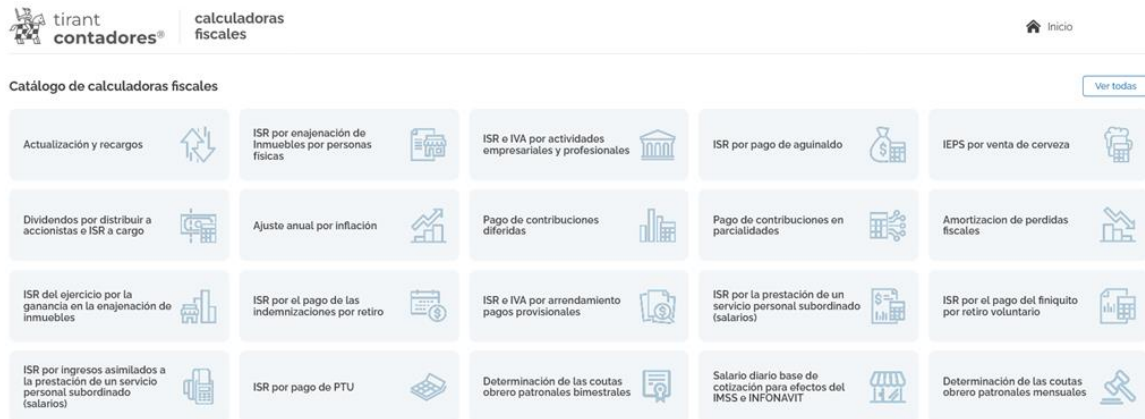 tirant
contadores®
calculadoras
fiscales
Inicio
Catálogo de calculadoras fiscales
Ver todas
Actualización y recargos
ISR por enajenación de
Inmuebles por personas
físicas
ISR e IVA por actividades
empresariales y profesionales
ISR por pago de aguinaldo
IEPS por venta de cerveza
Dividendos por distribuir a
accionistas e ISR a cargo
Ajuste anual por inflación
Pago de contribuciones
diferidas
Pago de contribuciones en
parcialidades
Amortizacion de perdidas
fiscales
ISR del ejercicio por la
ganancia en la enajenación de
inmuebles
ISR por el pago de las
indemnizaciones por retiro
ISR e IVA por arrendamiento
pagos provisionales
ISR por la prestación de un
servicio personal subordinado
(salarios)
ISR por el pago del finiquito
por retiro voluntario
ISR por ingresos asimilados a
la prestación de un servicio
personal subordinado
(salarios)
ISR por pago de PTU
Determinación de las coutas
obrero patronales bimestrales
Salario diario base de
cotización para efectos del
IMSS e INFONAVIT
Determinación de las coutas
obrero patronales mensuales